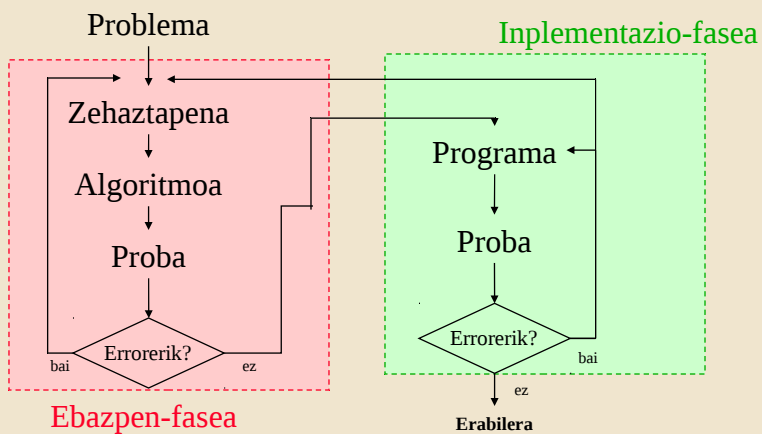 Problema
Zehaztapena
Algoritmoa
Proba
Errorerik?
bai
ez
Ebazpen-fasea
Inplementazio-fasea
Programa
Proba
Errorerik?
bai
ez
Erabilera